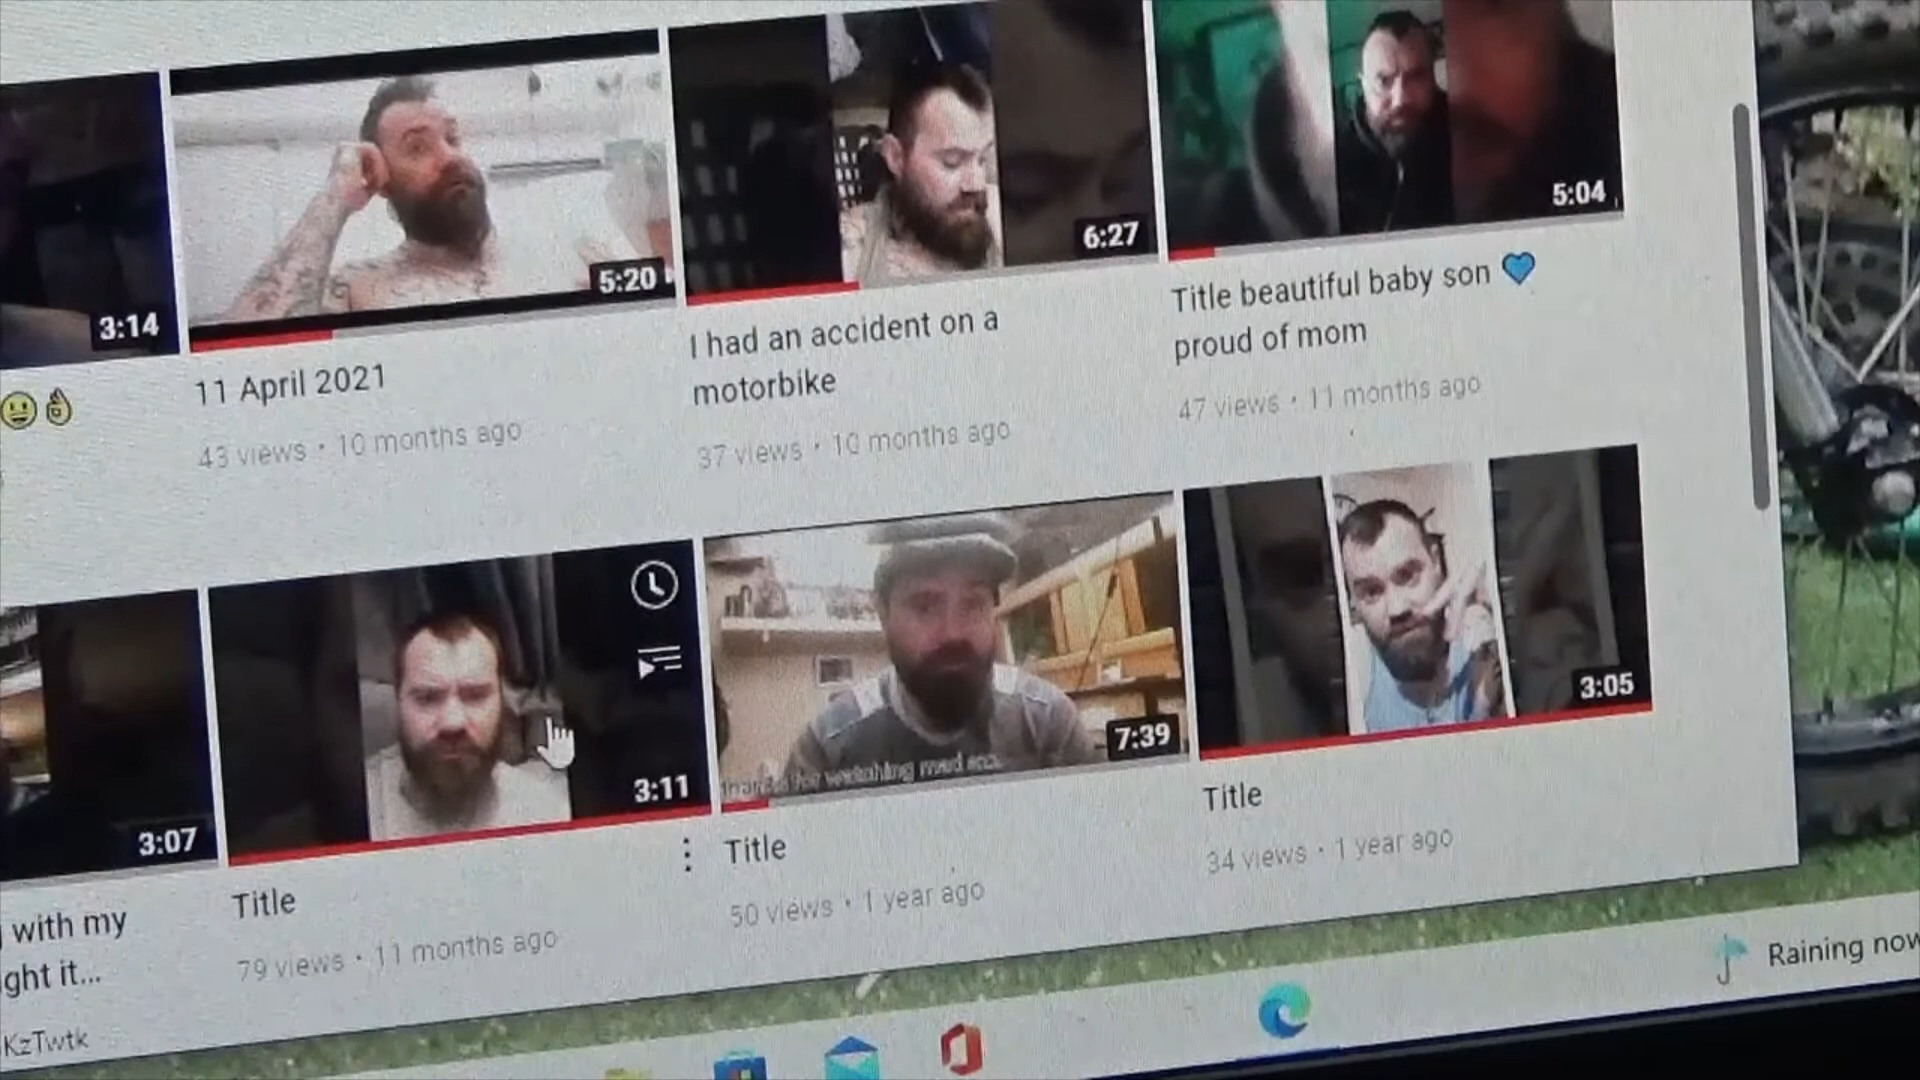 3:14
5:20
6:27
5:04
11 April 2021
43 views • 10 months ago
I had an accident on a
motorbike
37 views • 10 months ago
Title beautiful baby son 💙
proud of mom
47 views • 11 months ago
3:07
3:11
7:39
3:05
with my
ght it...
KzTwtk
Title
79 views • 11 months ago
Title
50 views • 1 year ago
Title
34 views • 1 year ago
Raining now